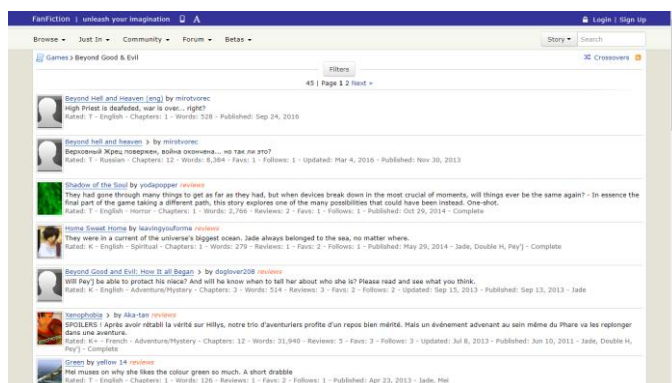 FanFiction | unleash your imagination A Login | Sign Up
Browse Just In Community Forum Betas Story Search
Games > Beyond Good & Evil Crossovers
Filters
45 | Page 1 2 Next »
Beyond Hell and Heaven (eng) by mirotvorec
High Priest is deafeded, war is over... right?
Rated: T - English - Chapters: 1 - Words: 528 - Published: Sep 24, 2016
Beyond hell and heaven > by mirotvorec
Верховный Жрец повержен, война окончена... но так ли это?
Rated: T - Russian - Chapters: 12 - Words: 8,384 - Favs: 1 - Follows: 1 - Updated: Mar 4, 2016 - Published: Nov 30, 2013
Shadow of the Soul by yodapopper reviews
They had gone through many things to get as far as they had, but when devices break down in the most crucial of moments, will things ever be the same again? - In essence the
final part of the game taking a different path, this story explores one of the many possibilities that could have been instead. One-shot.
Rated: T - English - Horror - Chapters: 1 - Words: 2,766 - Reviews: 2 - Favs: 1 - Follows: 1 - Published: Oct 29, 2014 - Complete
Home Sweet Home by leavingyouforme reviews
They were in a current of the universe's biggest ocean. Jade always belonged to the sea, no matter where.
Rated: K - English - Spiritual - Chapters: 1 - Words: 279 - Reviews: 1 - Favs: 2 - Follows: 1 - Published: May 29, 2014 - Jade, Double H, Pey'j - Complete
Beyond Good and Evil: How It all Began > by doglover208 reviews
Will Pey'j be able to protect his niece? And will he know when to tell her about who she is? Please read and see what you think.
Rated: K - English - Adventure/Mystery - Chapters: 3 - Words: 514 - Reviews: 3 - Favs: 2 - Follows: 2 - Updated: Sep 15, 2013 - Published: Sep 13, 2013 - Jade
Xenophobia > by Aka-tan reviews
SPOILERS ! Après avoir rétabli la vérité sur Hillys, notre trio d'aventuriers profite d'un repos bien mérité. Mais un événement advenant au sein même du Phare va les replonger
dans une aventure.
Rated: K+ - French - Adventure/Mystery - Chapters: 12 - Words: 31,940 - Reviews: 5 - Favs: 3 - Follows: 3 - Updated: Jul 8, 2013 - Published: Jun 10, 2011 - Jade, Double H,
Pey'j - Complete
Green by yellow 14 reviews
Mei muses on why she likes the colour green so much. A short drabble
Rated: T - English - Chapters: 1 - Words: 126 - Reviews: 1 - Favs: 2 - Follows: 1 - Published: Apr 23, 2013 - Jade, Mei